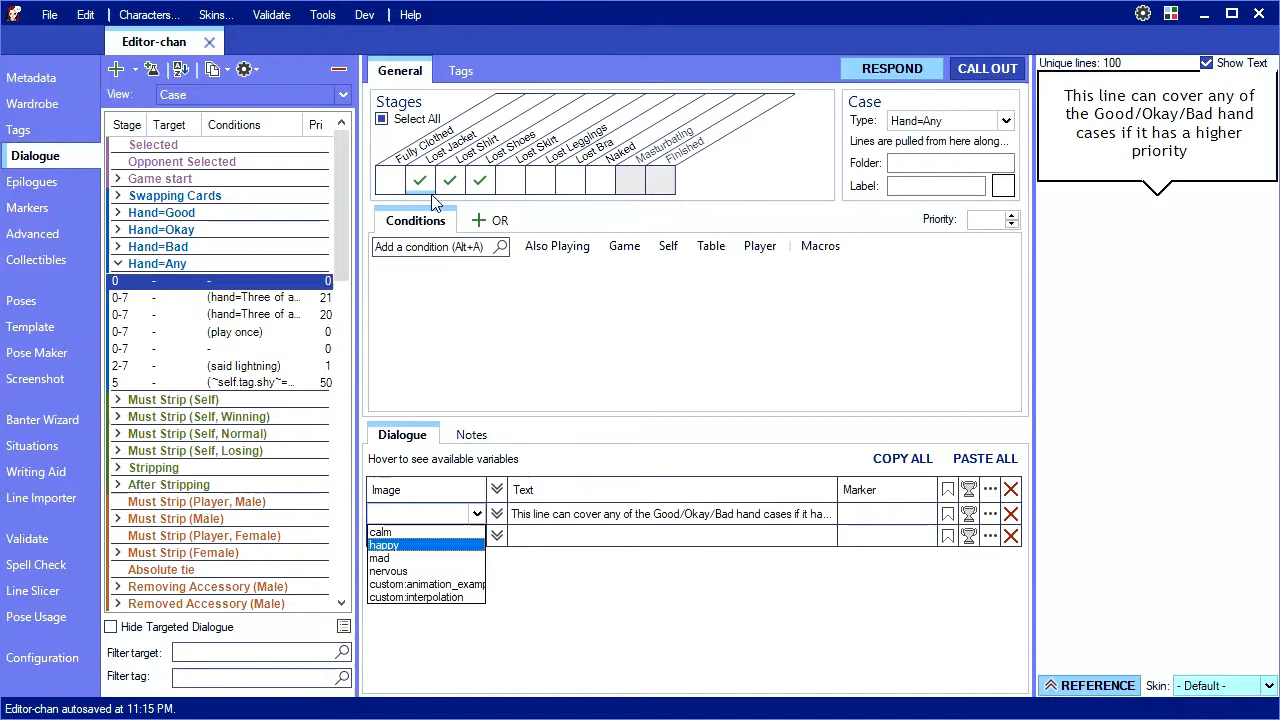 File Edit Characters... Skins... Validate Tools Dev Help
Editor-chan
Metadata
Wardrobe
Tags
Dialogue
Epilogues
Markers
Advanced
Collectibles
Poses
Template
Pose Maker
Screenshot
Banter Wizard
Situations
Writing Aid
Line Importer
Validate
Spell Check
Line Slicer
Pose Usage
Configuration
View: Case
Stage Target Conditions Pri
Selected
Opponent Selected
Game start
Swapping Cards
Hand=Good
Hand=Okay
Hand=Bad
Hand=Any
0 - - 0
0-7 - (hand=Three of a... 21
0-7 - (hand=Three of a... 20
0-7 - (play once) 0
0-7 - - 0
2-7 - (said lightning) 1
5 - (~self.tag.shy~=... 50
Must Strip (Self)
Must Strip (Self, Winning)
Must Strip (Self, Normal)
Must Strip (Self, Losing)
Stripping
After Stripping
Must Strip (Player, Male)
Must Strip (Male)
Must Strip (Player, Female)
Must Strip (Female)
Absolute tie
Removing Accessory (Male)
Removed Accessory (Male)
Hide Targeted Dialogue
Filter target:
Filter tag:
General Tags RESPOND CALL OUT
Stages
Select All
Fully Clothed
Lost Jacket
Lost Shirt
Lost Shoes
Lost Skirt
Lost Leggings
Lost Bra
Naked
Masturbating
Finished
Case
Type: Hand=Any
Lines are pulled from here along...
Folder:
Label:
Conditions OR Priority:
Add a condition (Alt+A) Also Playing Game Self Table Player Macros
Dialogue Notes
Hover to see available variables COPY ALL PASTE ALL
Image Text Marker
This line can cover any of the Good/Okay/Bad hand cases if it ha...
calm
happy
mad
nervous
custom:animation_examp
custom:interpolation
Unique lines: 100 Show Text
This line can cover any of
the Good/Okay/Bad hand
cases if it has a higher
priority
REFERENCE Skin: - Default -
Editor-chan autosaved at 11:15 PM.